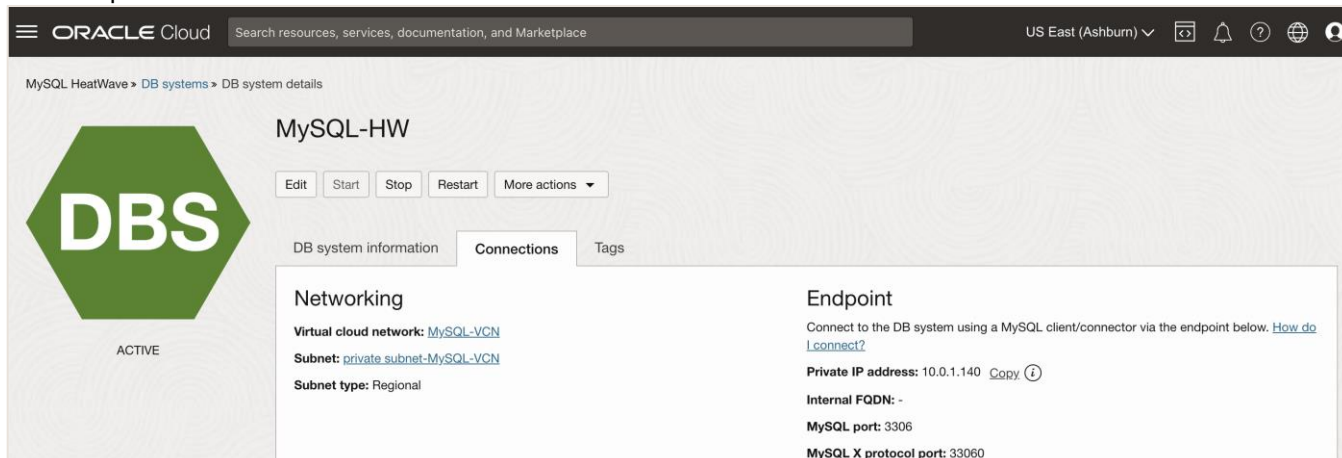 ORACLE Cloud
Search resources, services, documentation, and Marketplace
US East (Ashburn)
MySQL HeatWave » DB systems » DB system details
DBS
ACTIVE
MySQL-HW
Edit Start Stop Restart More actions
DB system information Connections Tags
Networking
Virtual cloud network: MySQL-VCN
Subnet: private subnet-MySQL-VCN
Subnet type: Regional
Endpoint
Connect to the DB system using a MySQL client/connector via the endpoint below. How do
I connect?
Private IP address: 10.0.1.140 Copy
Internal FQDN: -
MySQL port: 3306
MySQL X protocol port: 33060